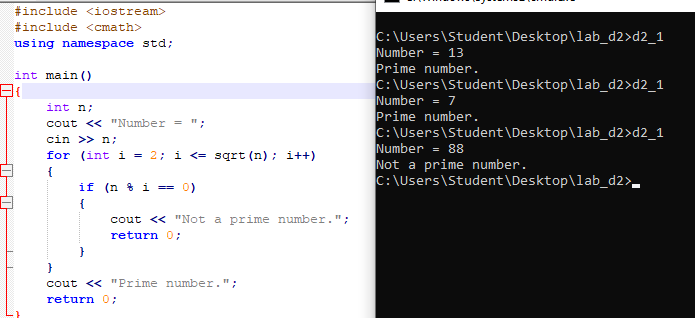 #include <iostream>
#include <cmath>
using namespace std;
int main()
{
int n;
cout << "Number = ";
cin >> n;
for (int i = 2; i <= sqrt(n); i++)
{
if (n % i == 0)
{
cout << "Not a prime number.";
return 0;
}
}
cout << "Prime number.";
return 0;
}
C:\Users\Student\Desktop\lab_d2>d2_1
Number = 13
Prime number.
C:\Users\Student\Desktop\lab_d2>d2_1
Number = 7
Prime number.
C:\Users\Student\Desktop\lab_d2>d2_1
Number = 88
Not a prime number.
C:\Users\Student\Desktop\lab_d2>